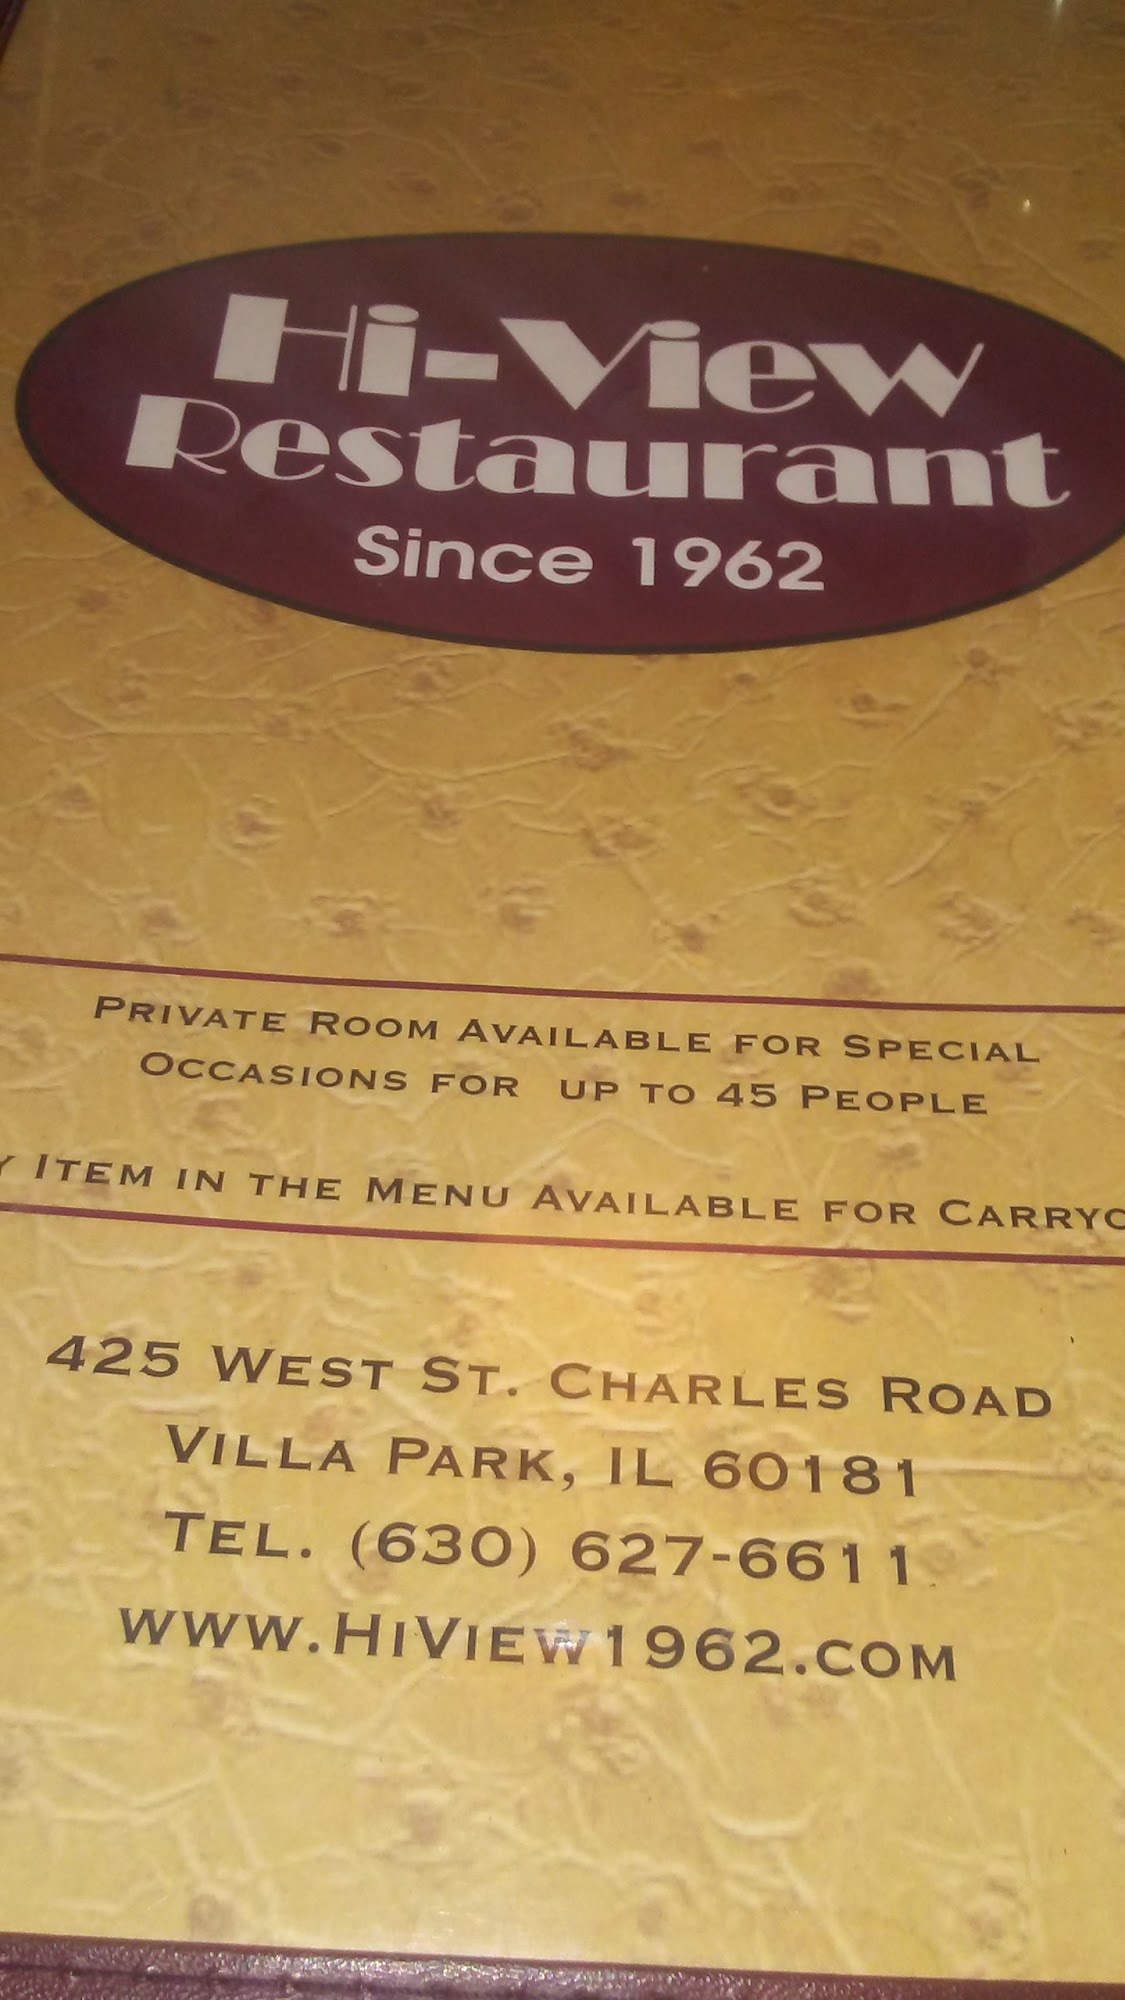 Hi-View
Restaurant
Since 1962
Private Room Available for Special
Occasions for up to 45 People
Item in the Menu Available for
425 West St. Charles Road
Villa Park, IL 60181
Tel. (630) 627-6611
www.HiView1962.com